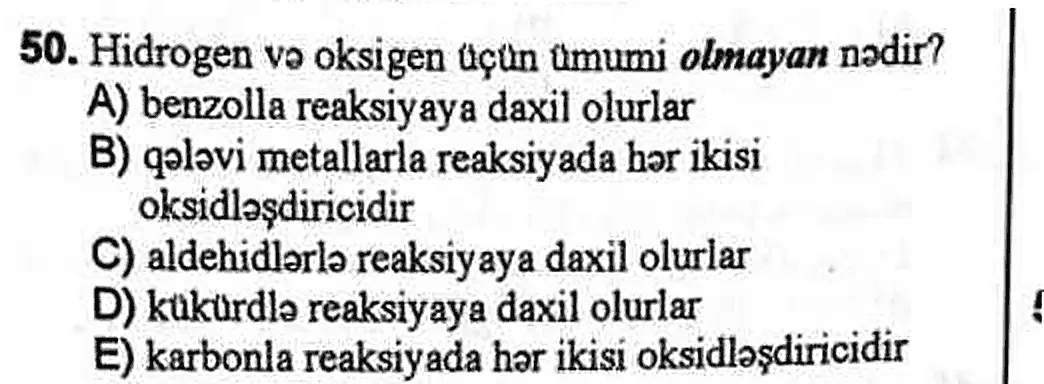 50. Hidrogen və oksigen üçün ümumi olmayan nədir?
A) benzolla reaksiyaya daxil olurlar
B) qələvi metallarla reaksiyada hər ikisi
oksidləşdiricidir
C) aldehidlərlə reaksiyaya daxil olurlar
D) kükürdlə reaksiyaya daxil olurlar
E) karbonla reaksiyada hər ikisi oksidləşdiricidir